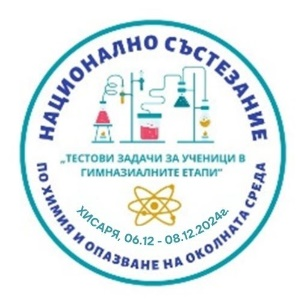 НАЦИОНАЛНО СЪСТЕЗАНИЕ
„ТЕСТОВИ ЗАДАЧИ ЗА УЧЕНИЦИ В
ГИМНАЗИАЛНИТЕ ЕТАПИ“
ХИСАРЯ, 06.12 - 08.12.2024г.
ПО ХИМИЯ И ОПАЗВАНЕ НА ОКОЛНАТА СРЕДА